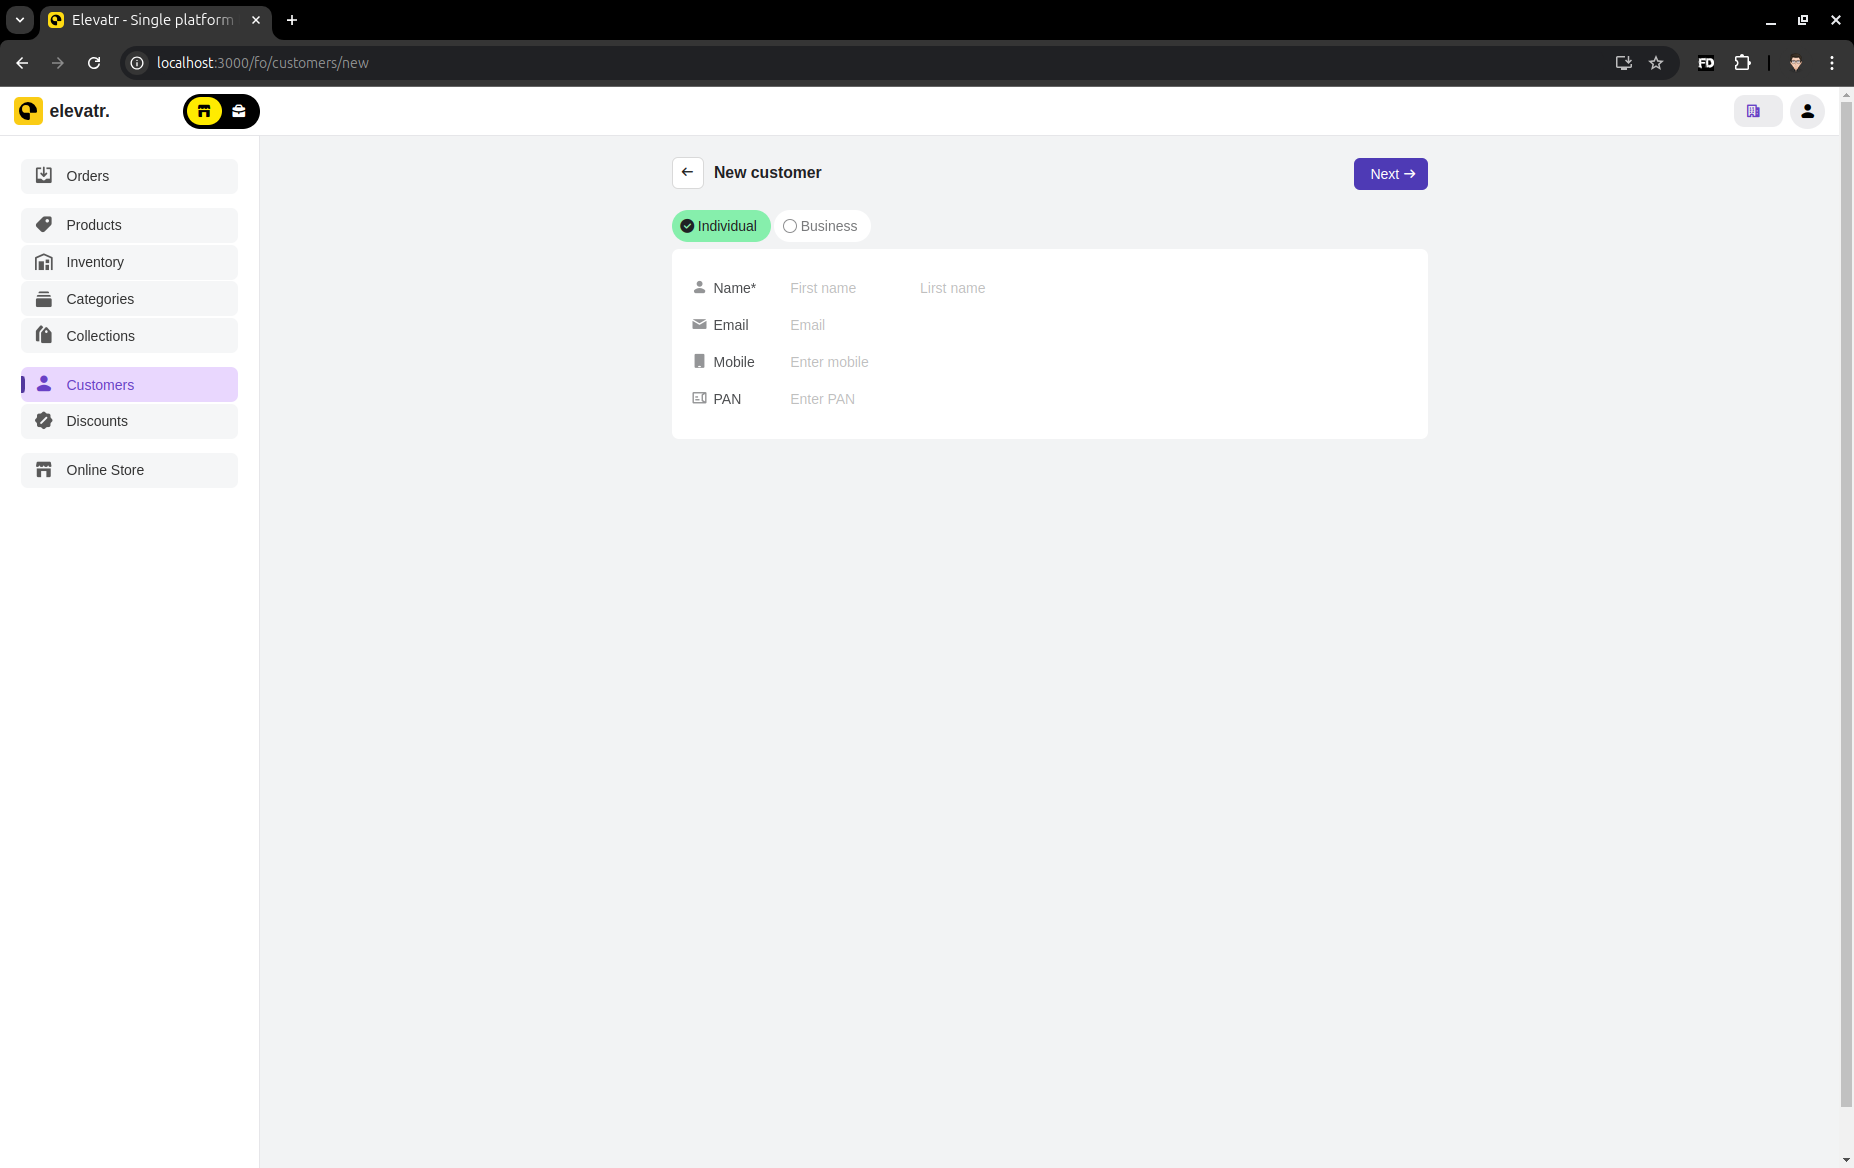 Elevatr - Single platform
localhost:3000/fo/customers/new
FD
elevatr.
Orders
Products
Inventory
Categories
Collections
Customers
Discounts
Online Store
New customer
Next
Individual
Business
Name* First name Lirst name
Email Email
Mobile Enter mobile
PAN Enter PAN